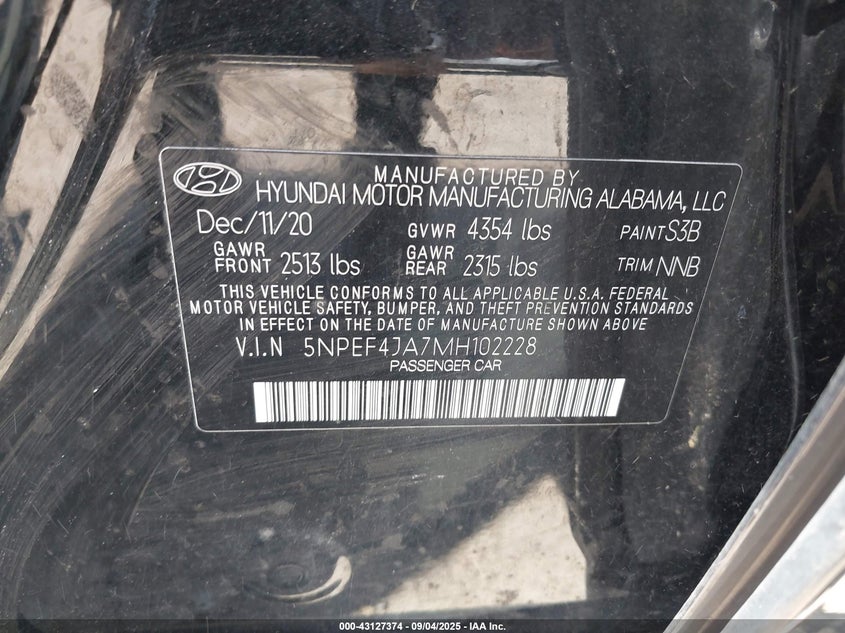 MANUFACTURED BY
HYUNDAI MOTOR MANUFACTURING ALABAMA, LLC
Dec/11/20 GVWR 4354 lbs PAINT S3B
GAWR FRONT 2513 lbs GAWR REAR 2315 lbs TRIM NNB
THIS VEHICLE CONFORMS TO ALL APPLICABLE U.S.A. FEDERAL
MOTOR VEHICLE SAFETY, BUMPER, AND THEFT PREVENTION STANDARDS
IN EFFECT ON THE DATE OF MANUFACTURE SHOWN ABOVE
V.I.N 5NPEF4JA7MH102228
PASSENGER CAR
000-43127374 - 09/04/2025 - IAA Inc.